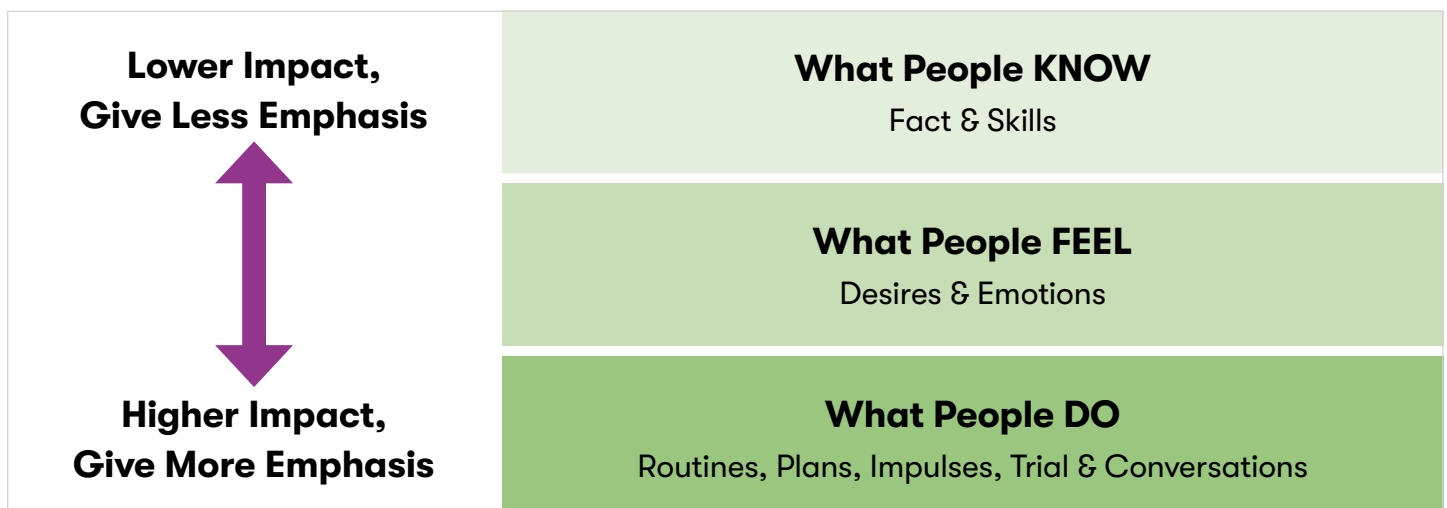 Lower Impact,
Give Less Emphasis
What People KNOW
Fact & Skills
What People FEEL
Desires & Emotions
Higher Impact,
Give More Emphasis
What People DO
Routines, Plans, Impulses, Trial & Conversations